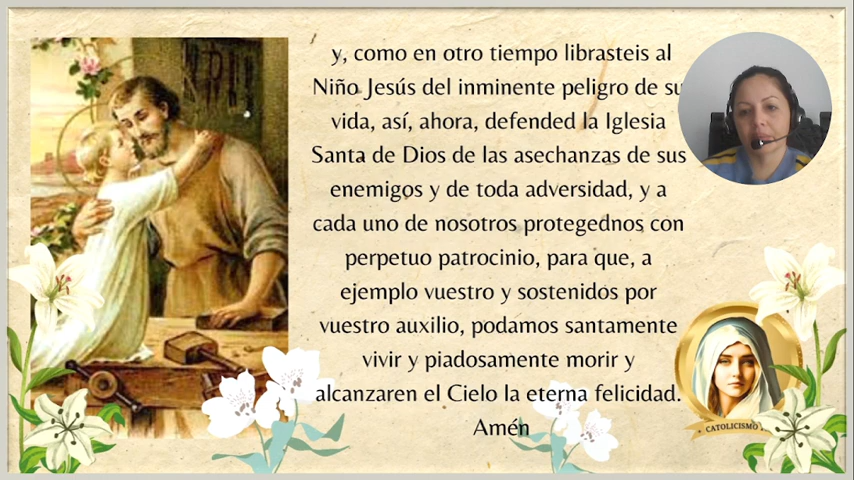 y, como en otro tiempo librasteis al
Niño Jesús del inminente peligro de su
vida, así, ahora, defended la Iglesia
Santa de Dios de las asechanzas de sus
enemigos y de toda adversidad, y a
cada uno de nosotros protegednos con
perpetuo patrocinio, para que, a
ejemplo vuestro y sostenidos por
vuestro auxilio, podamos santamente
vivir y piadosamente morir y
alcanzaren el Cielo la eterna felicidad.
Amén
CATOLICISMO